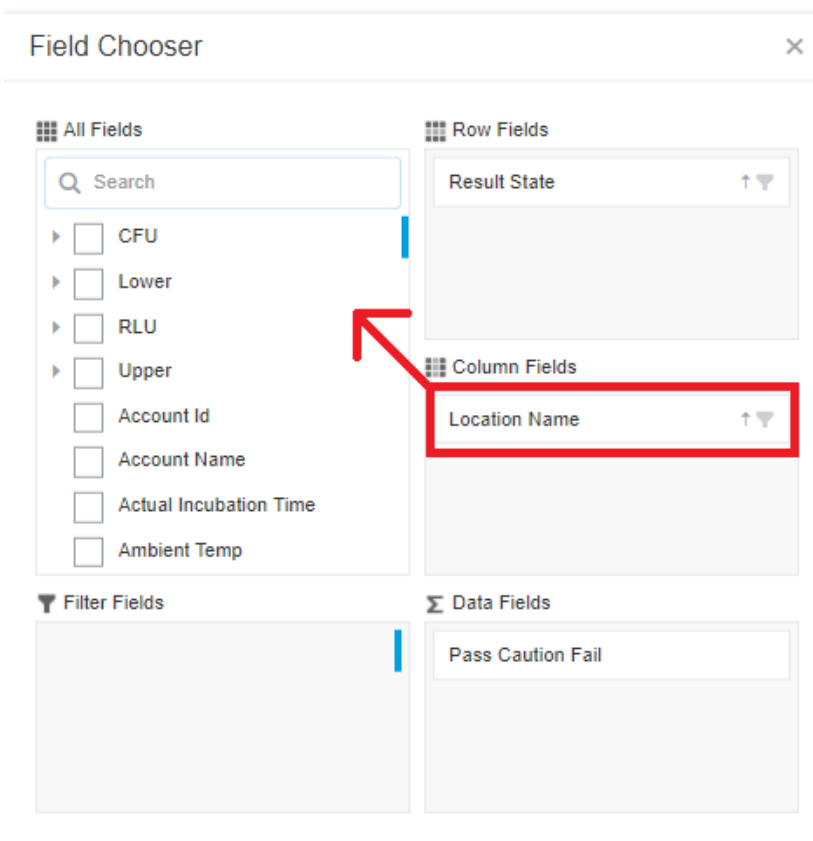 Field Chooser
All Fields
Search
CFU
Lower
RLU
Upper
Account Id
Account Name
Actual Incubation Time
Ambient Temp
Row Fields
Result State
Column Fields
Location Name
Filter Fields
Data Fields
Pass Caution Fail